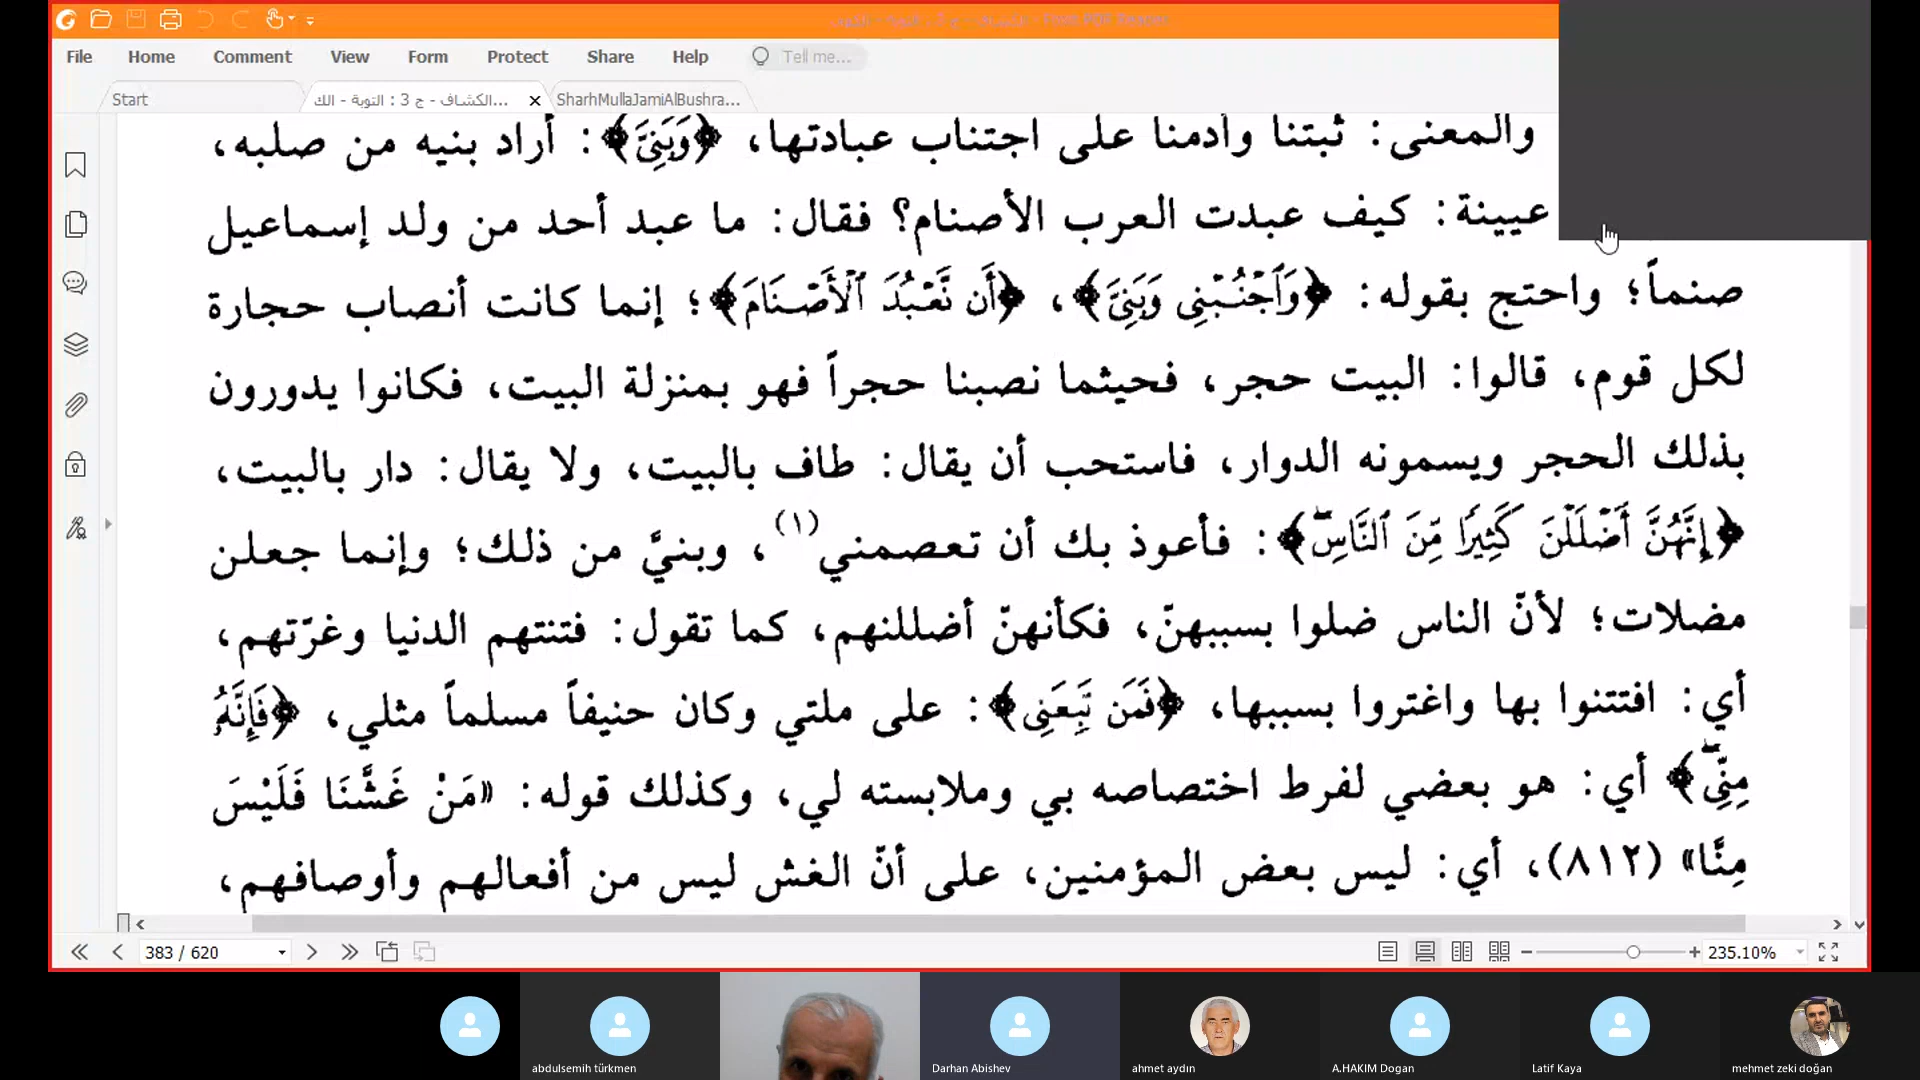 File Home Comment View Form Protect Share Help Tell me...
Start
الكشاف - ج 3 : التوبة - الك...
SharhMullaJamiAlBushra...
والمعنى: ثبتنا وأدمنا على اجتناب عبادتها، ﴿وَبَنِيَّ﴾: أراد بنيه من صلبه،
عيينة: كيف عبدت العرب الأصنام؟ فقال: ما عبد أحد من ولد إسماعيل
صنماً؛ واحتج بقوله: ﴿وَٱجْنُبْنِى وَبَنِيَّ﴾، ﴿أَن نَّعْبُدَ ٱلْأَصْنَامَ﴾؛ إنما كانت أنصاب حجارة
لكل قوم، قالوا: البيت حجر، فحيثما نصبنا حجراً فهو بمنزلة البيت، فكانوا يدورون
بذلك الحجر ويسمونه الدوار، فاستحب أن يقال: طاف بالبيت، ولا يقال: دار بالبيت،
﴿إِنَّهُنَّ أَضْلَلْنَ كَثِيرًا مِّنَ ٱلنَّاسِۖ﴾: فأعوذ بك أن تعصمني(١)، وبنيَّ من ذلك؛ وإنما جعلن
مضلات؛ لأنّ الناس ضلوا بسببهنّ، فكأنهنّ أضللنهم، كما تقول: فتنتهم الدنيا وغرّتهم،
أي: افتتنوا بها واغتروا بسببها، ﴿فَمَن تَبِعَنِى﴾: على ملتي وكان حنيفاً مسلماً مثلي، ﴿فَإِنَّهُۥ
مِنِّىۖ﴾ أي: هو بعضي لفرط اختصاصه بي وملابسته لي، وكذلك قوله: «مَنْ غَشَّنَا فَلَيْسَ
مِنَّا» (٨١٢)، أي: ليس بعض المؤمنين، على أنّ الغش ليس من أفعالهم وأوصافهم،
383 / 620
235.10%
abdulsemih türkmen
Darhan Abishev
ahmet aydın
A.HAKIM Dogan
Latif Kaya
mehmet zeki doğan